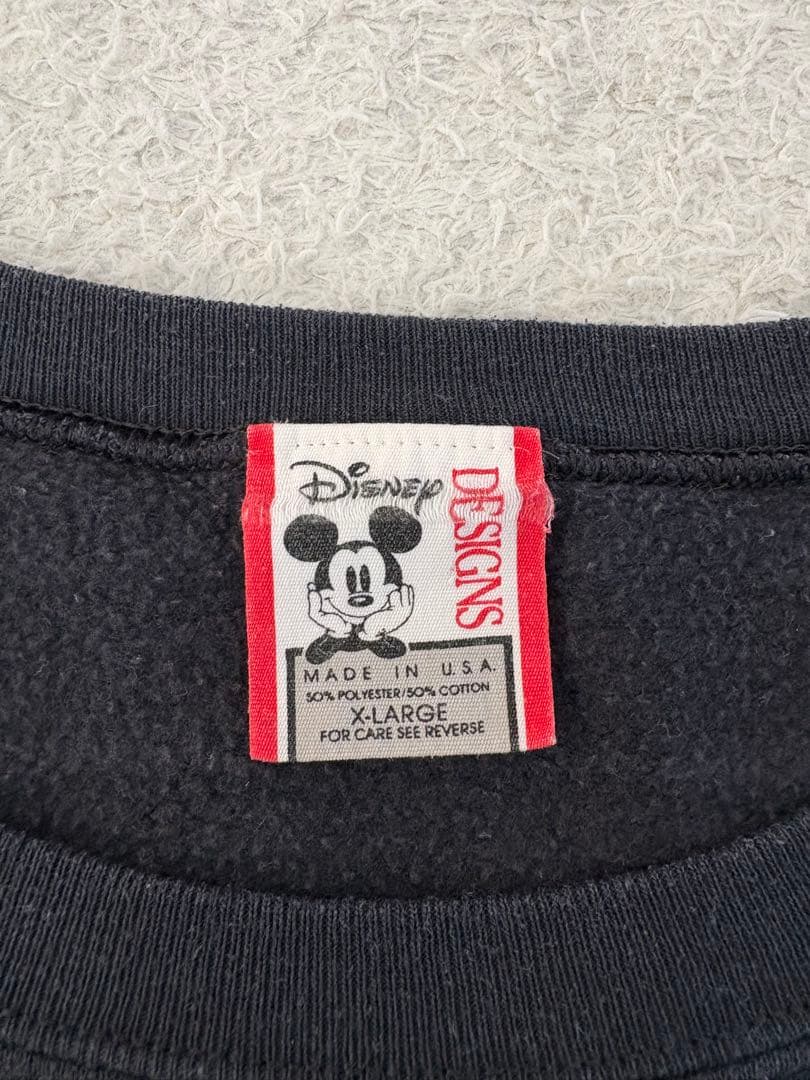 Disney
DESIGNS
MADE IN U.S.A.
50% POLYESTER/50% COTTON
X-LARGE
FOR CARE SEE REVERSE